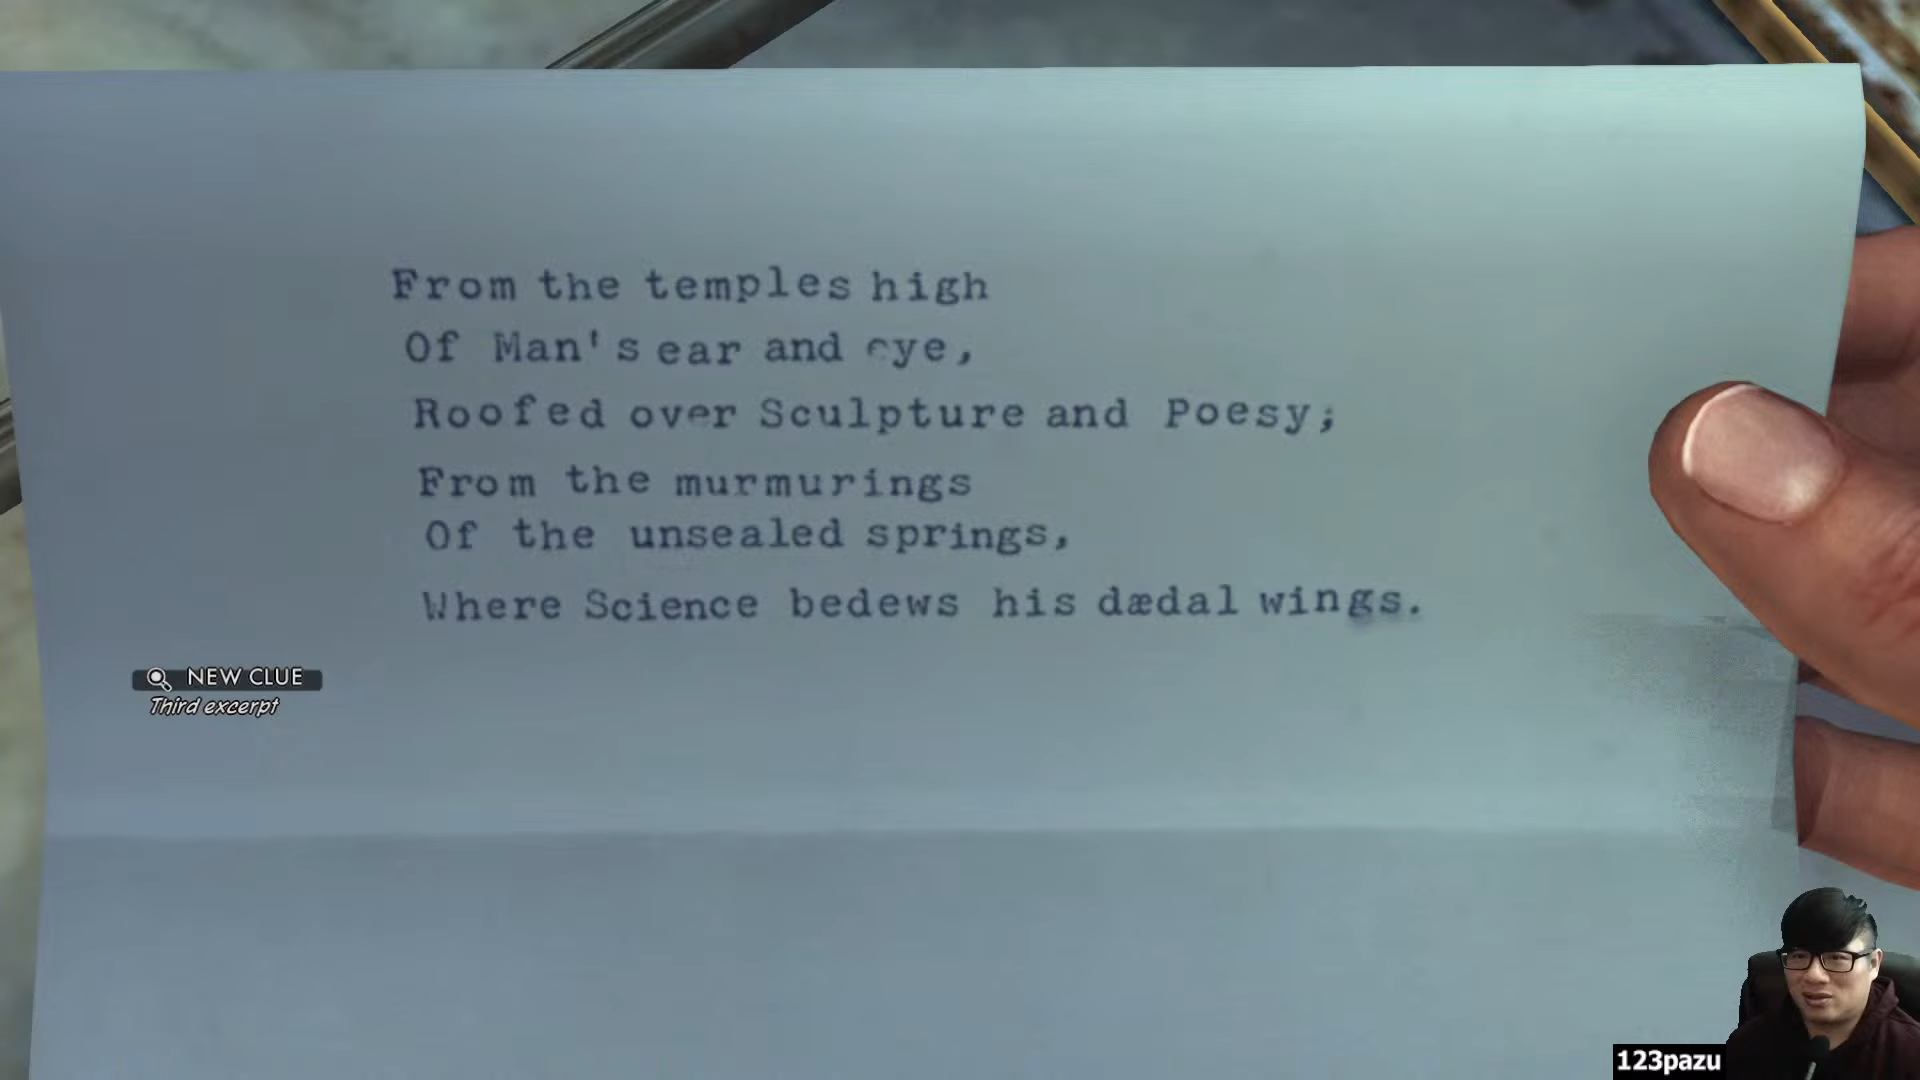 From the temples high
Of Man's ear and eye,
Roofed over Sculpture and Poesy;
From the murmurings
Of the unsealed springs,
Where Science bedews his dædal wings.
NEW CLUE
Third excerpt
123pazu